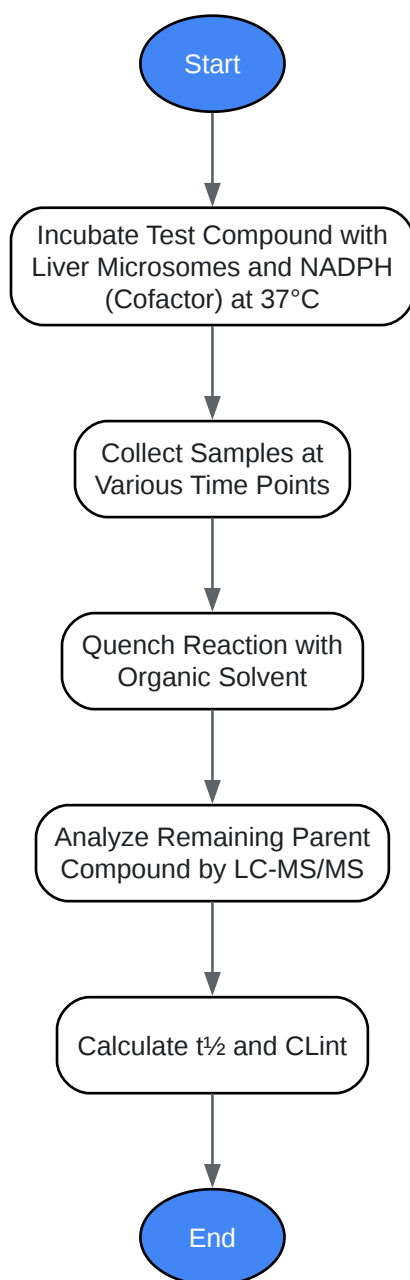 Start
Incubate Test Compound with
Liver Microsomes and NADPH
(Cofactor) at 37°C
Collect Samples at
Various Time Points
Quench Reaction with
Organic Solvent
Analyze Remaining Parent
Compound by LC-MS/MS
Calculate t½ and CLint
End